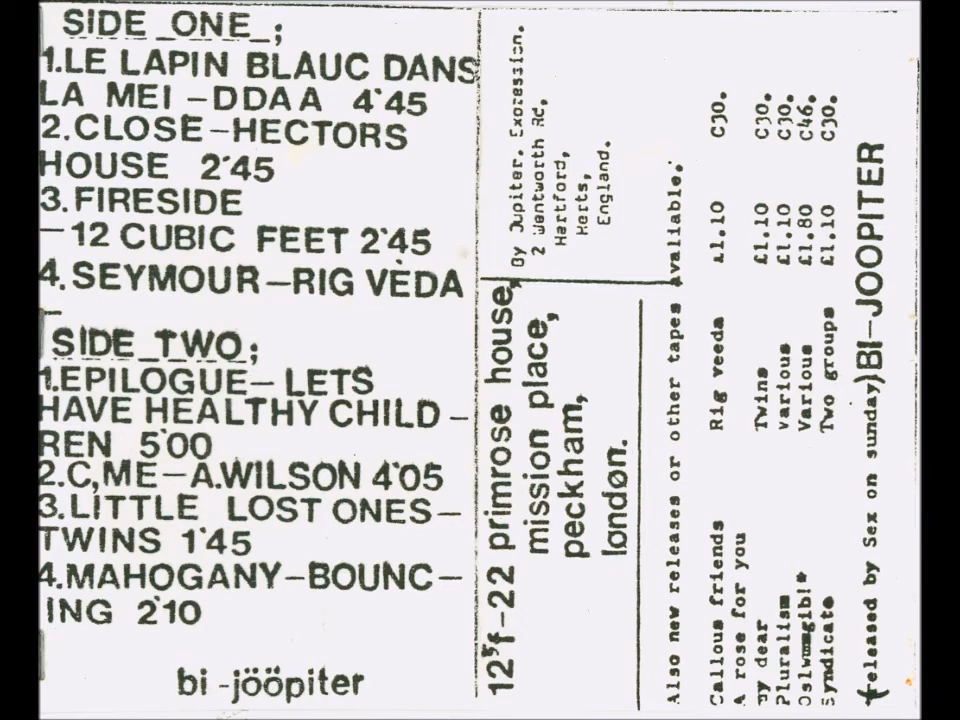 SIDE ONE ;
1.LE LAPIN BLAUC DANS
LA MEI -DDAA 4'45
2.CLOSE-HECTORS
HOUSE 2'45
3.FIRESIDE
-12 CUBIC FEET 2'45
4.SEYMOUR-RIG VEDA
-
SIDE TWO;
1.EPILOGUE- LETS
HAVE HEALTHY CHILD-
REN 5'00
2.C,ME-A.WILSON 4'05
3.LITTLE LOST ONES-
TWINS 1'45
4.MAHOGANY-BOUNC-
ING 2'10
bi-jööpiter
By Jupiter. Expression.
2 Wentworth Rd,
Hartford,
Herts,
England.
primrose house,
mission place,
peckham,
løndøn.
Also new releases or other tapes avaliable.
Callous friends Rig veeda £1.10 C30.
A rose for you
my dear Twins £1.10 C30.
Pluralism various £1.10 C30.
Various £1.80 C46.
Syndicate Two groups £1.10 C30.
(released by Sex on sunday)BI-JOOPITER